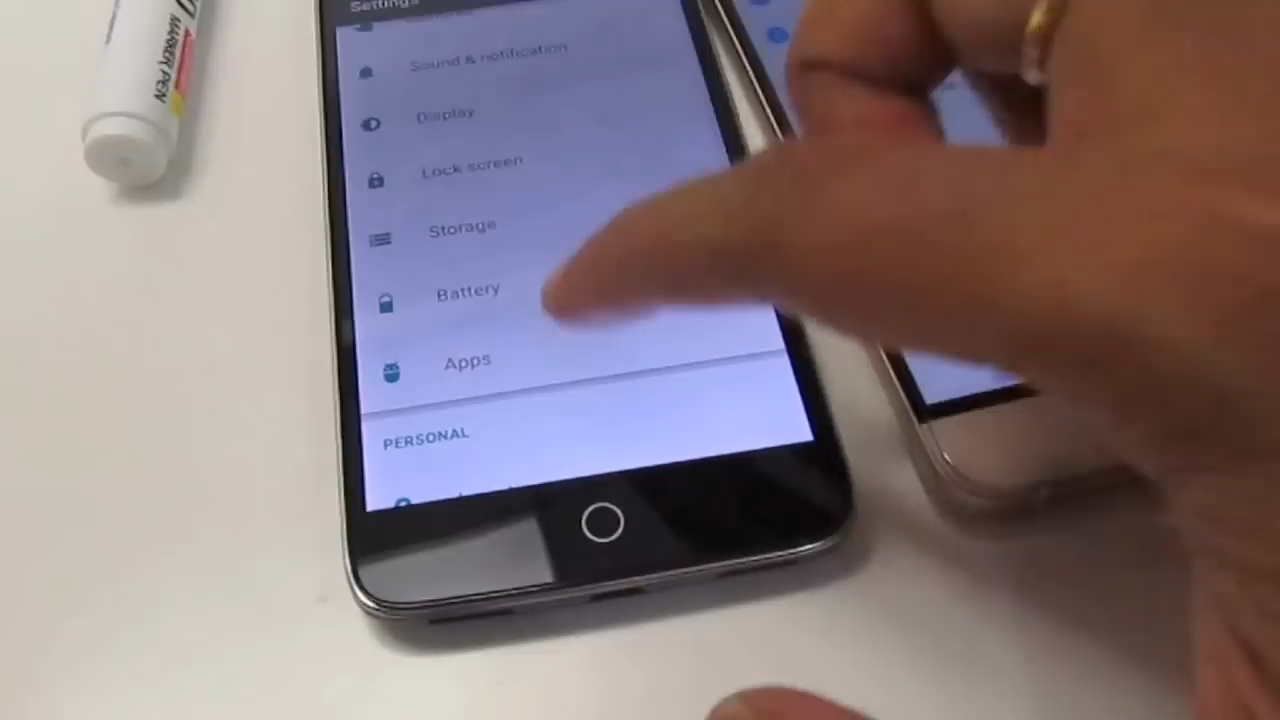 MARKER PEN
Settings
Sound & notification
Display
Lock screen
Storage
Battery
Apps
PERSONAL